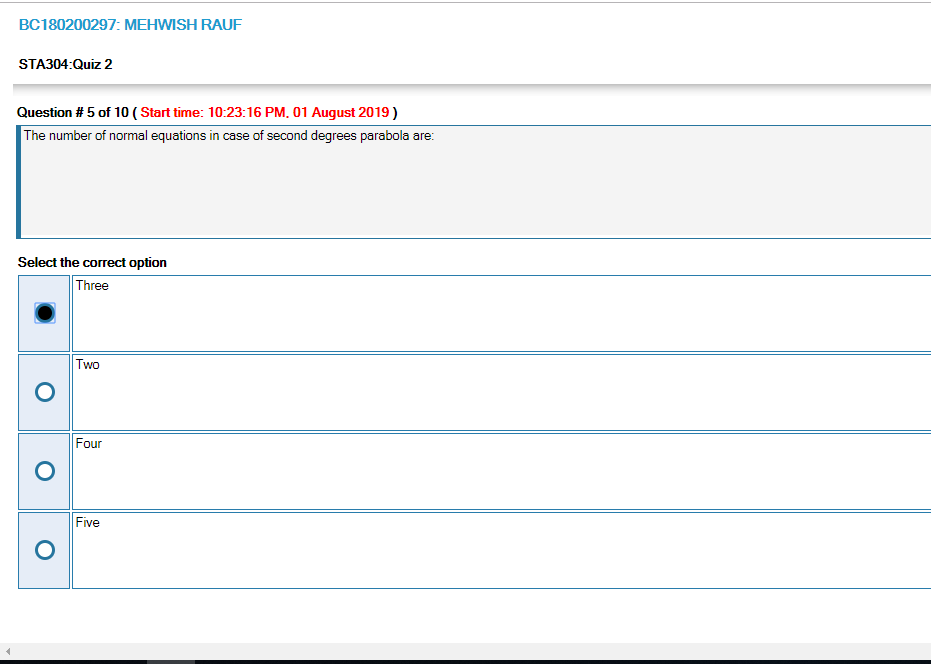 BC180200297: MEHWISH RAUF
STA304:Quiz 2
Question # 5 of 10 ( Start time: 10:23:16 PM, 01 August 2019 )
The number of normal equations in case of second degrees parabola are:
Select the correct option
Three
Two
Four
Five